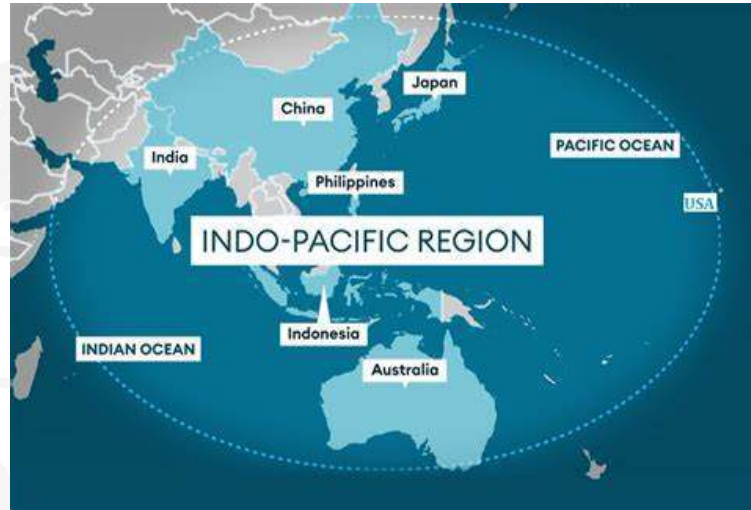 Japan
China
PACIFIC OCEAN
India
Philippines
USA
INDO-PACIFIC REGION
Indonesia
INDIAN OCEAN
Australia